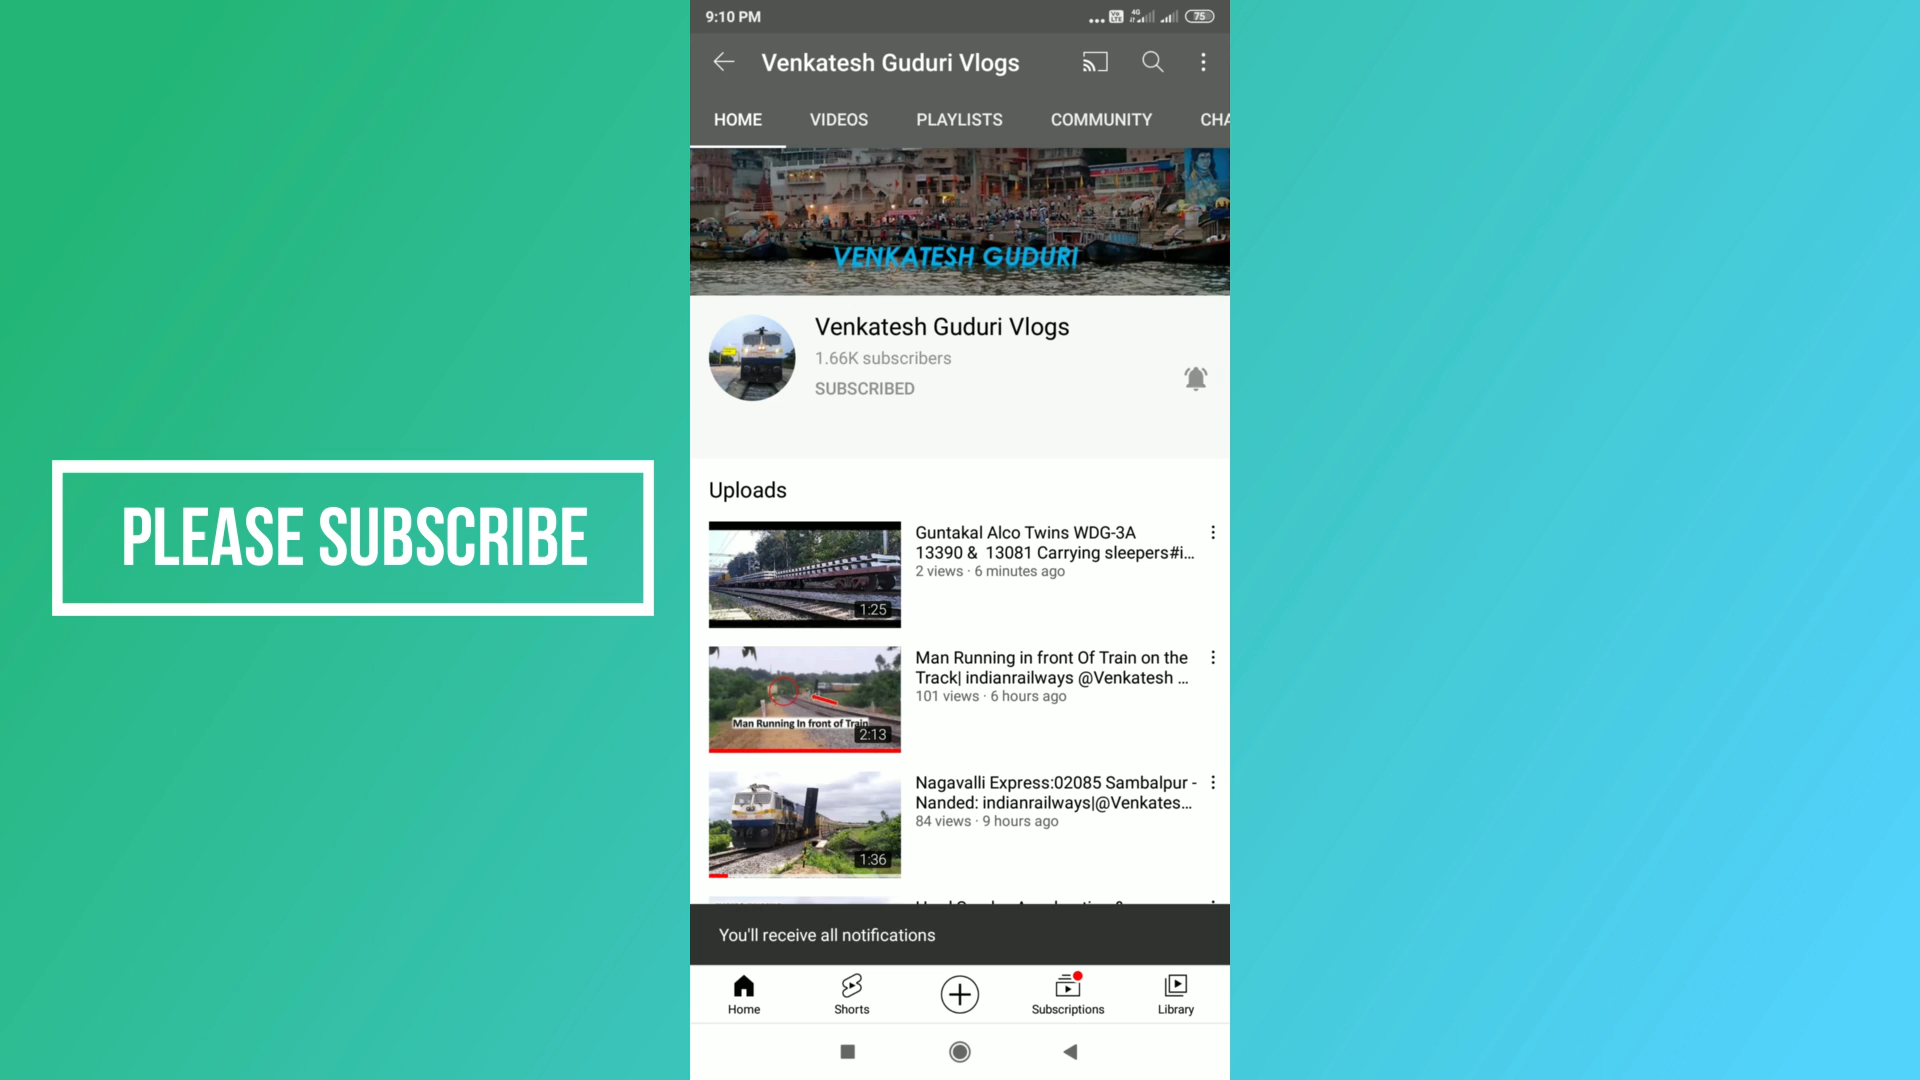 9:10 PM
4G
75
Venkatesh Guduri Vlogs
HOME VIDEOS PLAYLISTS COMMUNITY CHA
VENKATESH GUDURI
Venkatesh Guduri Vlogs
1.66K subscribers
SUBSCRIBED
PLEASE SUBSCRIBE
Uploads
Guntakal Alco Twins WDG-3A
13390 & 13081 Carrying sleepers#i...
2 views · 6 minutes ago
1:25
Man Running in front Of Train on the
Track| indianrailways @Venkatesh ...
101 views · 6 hours ago
Man Running In front of Train
2:13
Nagavalli Express:02085 Sambalpur -
Nanded: indianrailways|@Venkates...
84 views · 9 hours ago
1:36
You'll receive all notifications
Home Shorts Subscriptions Library